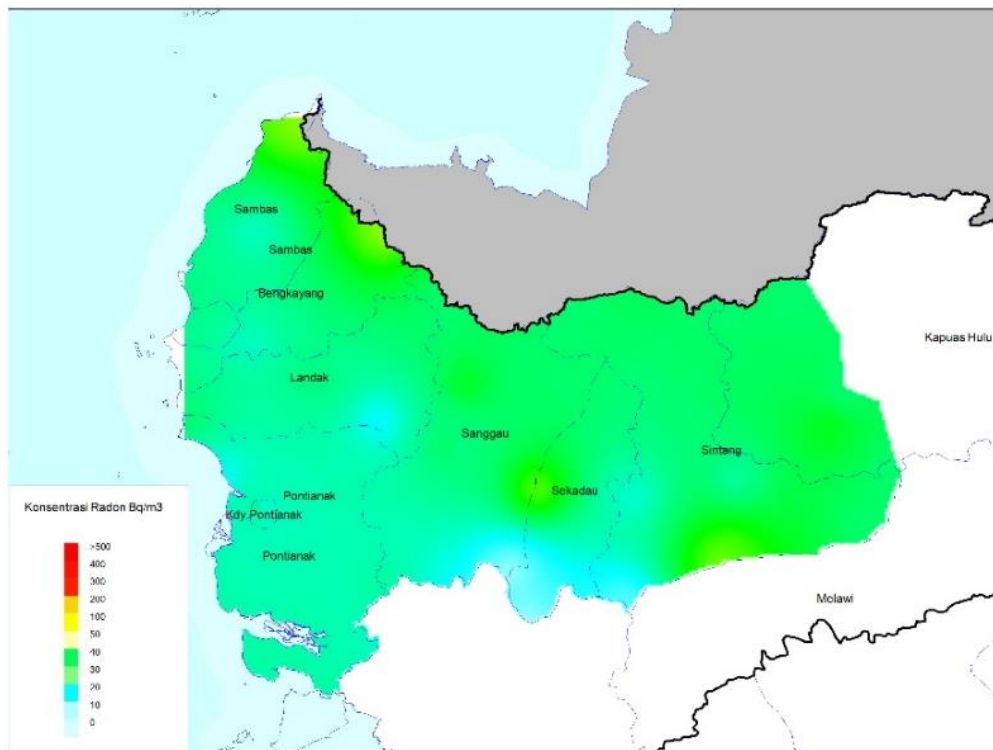 Sambas
Sambas
Bengkayang
Kapuas Hulu
Landak
Sanggau
Sintang
Sekadau
Pontianak
Kdy.Pontianak
Pontianak
Molawi
Konsentrasi Radon Bq/m3
>500
400
300
200
100
50
40
30
20
10
0